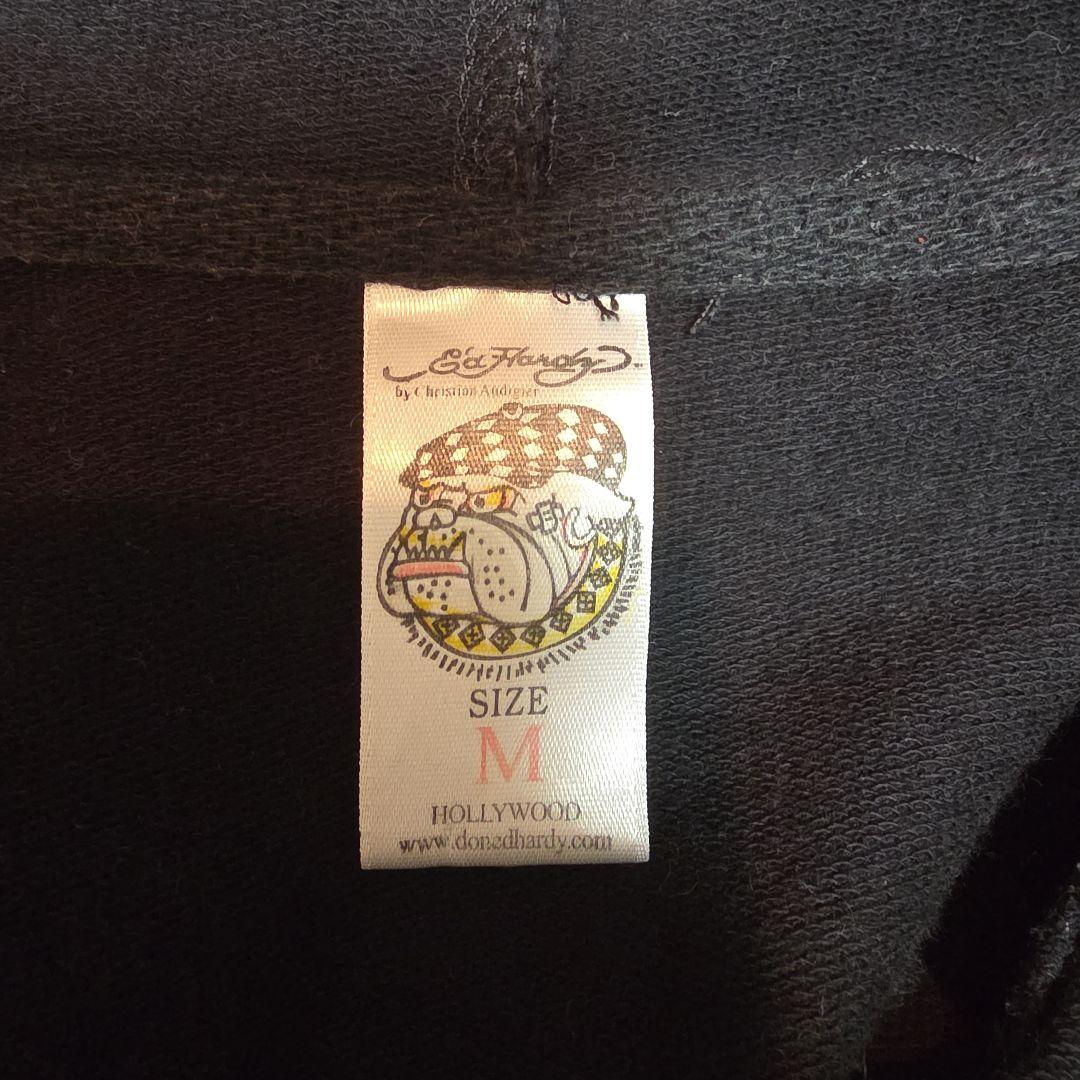 Ed Hardy
by Christian Audigier
SIZE
M
HOLLYWOOD
www.donedhardy.com